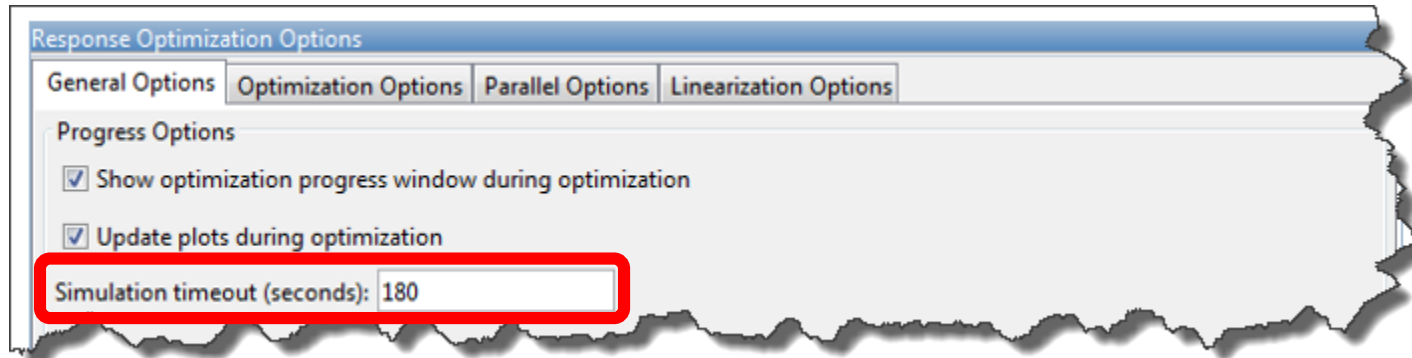 Response Optimization Options
General Options Optimization Options Parallel Options Linearization Options
Progress Options
Show optimization progress window during optimization
Update plots during optimization
Simulation timeout (seconds): 180